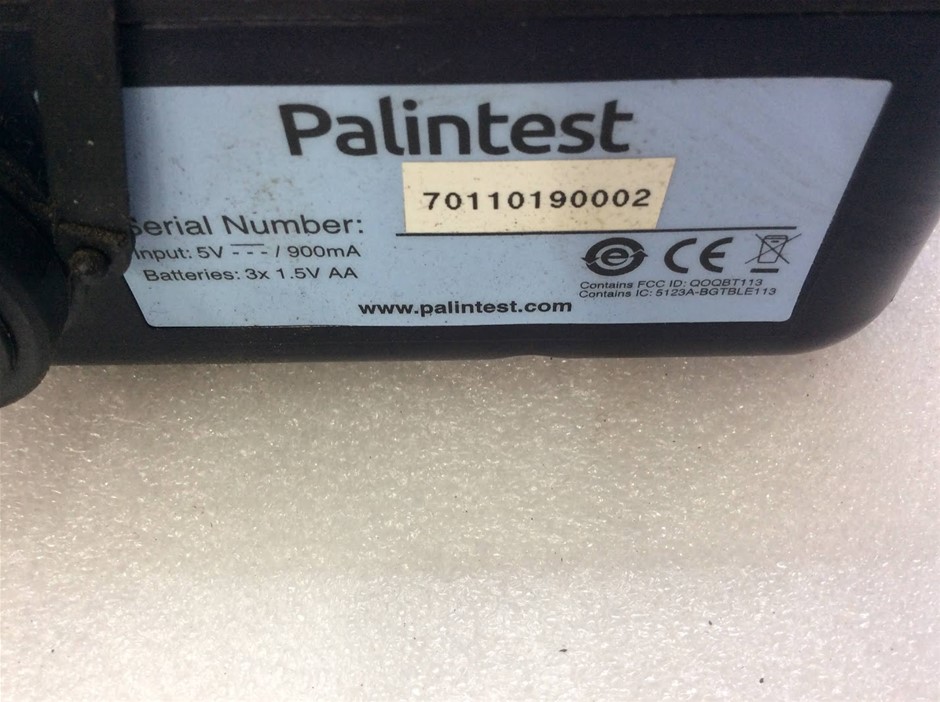 Palintest
70110190002
Serial Number:
Input: 5V ⎓ / 900mA
Batteries: 3x 1.5V AA
e CE
Contains FCC ID: QOQBT113
Contains IC: 5123A-BGTBLE113
www.palintest.com